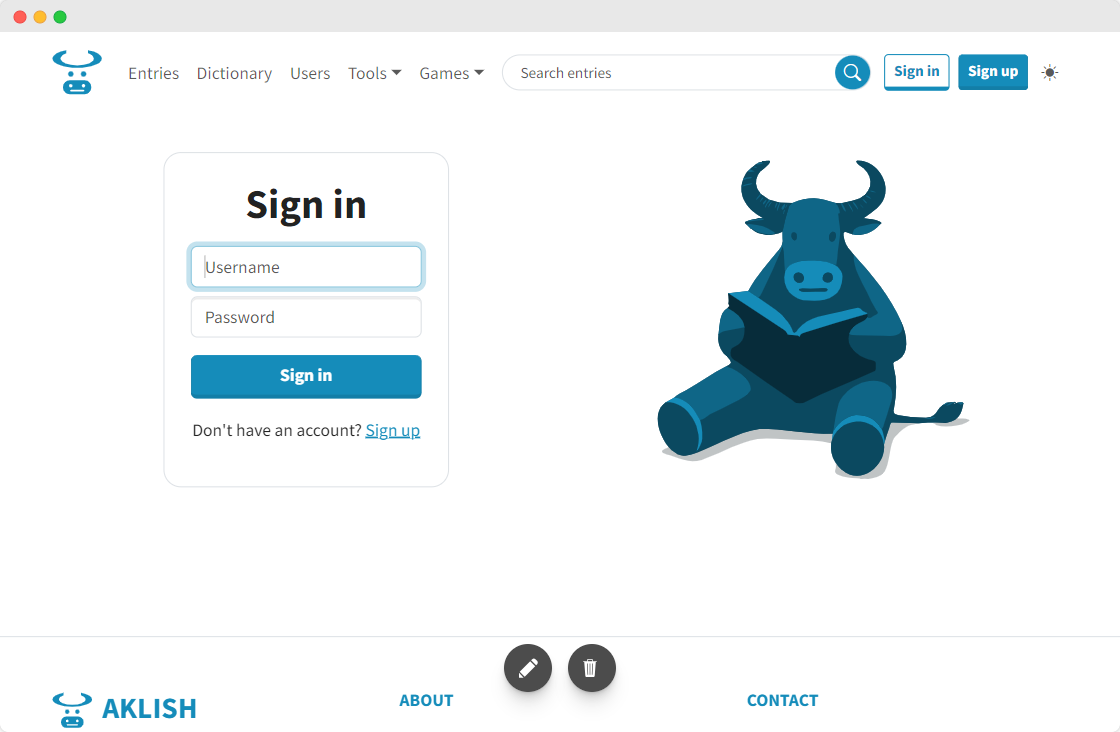 Entries Dictionary Users Tools Games Search entries Sign in Sign up
Sign in
Username
Password
Sign in
Don't have an account? Sign up
AKLISH ABOUT CONTACT